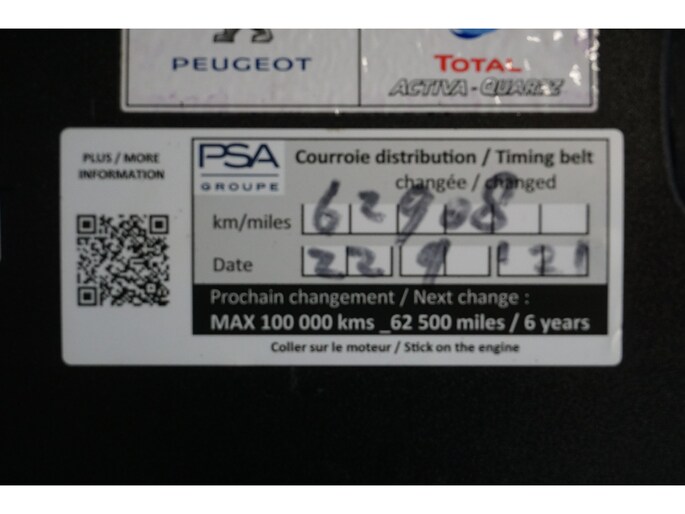 PEUGEOT
TOTAL
ACTIVA-QUARTZ
PLUS / MORE
INFORMATION
PSA
GROUPE
Courroie distribution / Timing belt
changée / changed
km/miles 62908
Date 22 9 '21
Prochain changement / Next change :
MAX 100 000 kms _62 500 miles / 6 years
Coller sur le moteur / Stick on the engine